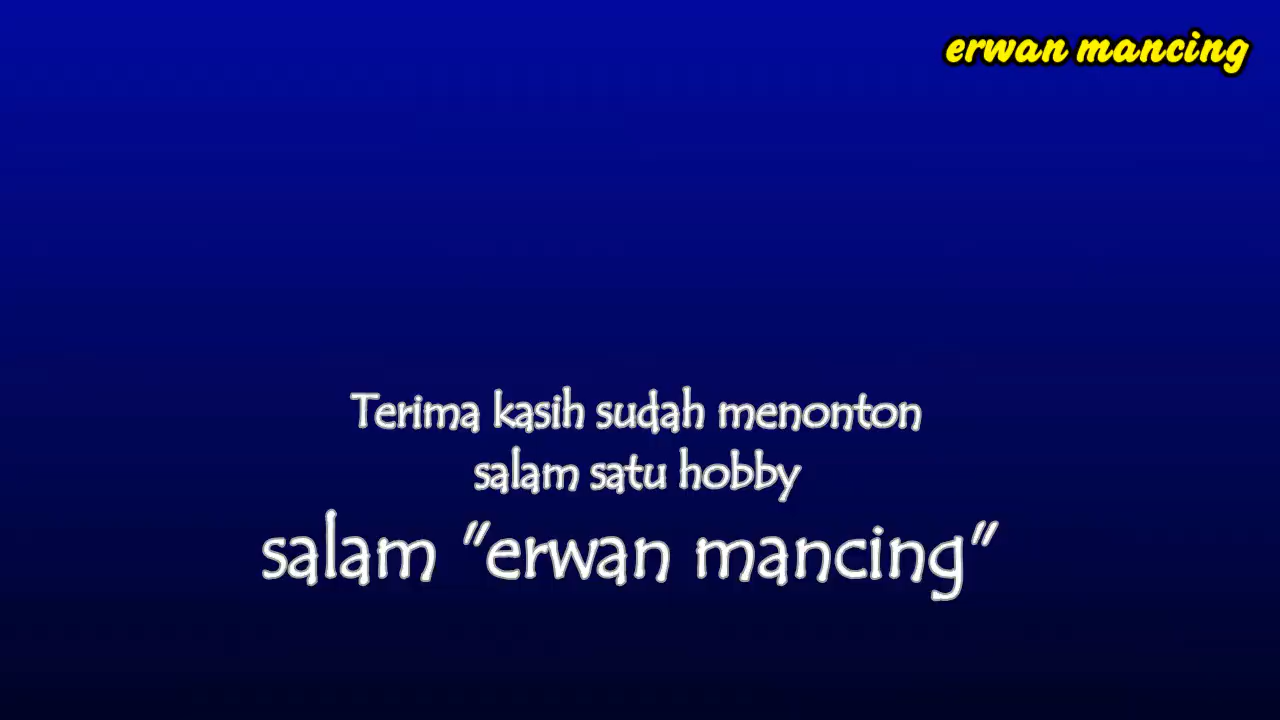 erwan mancing
Terima kasih sudah menonton
salam satu hobby
salam "erwan mancing"